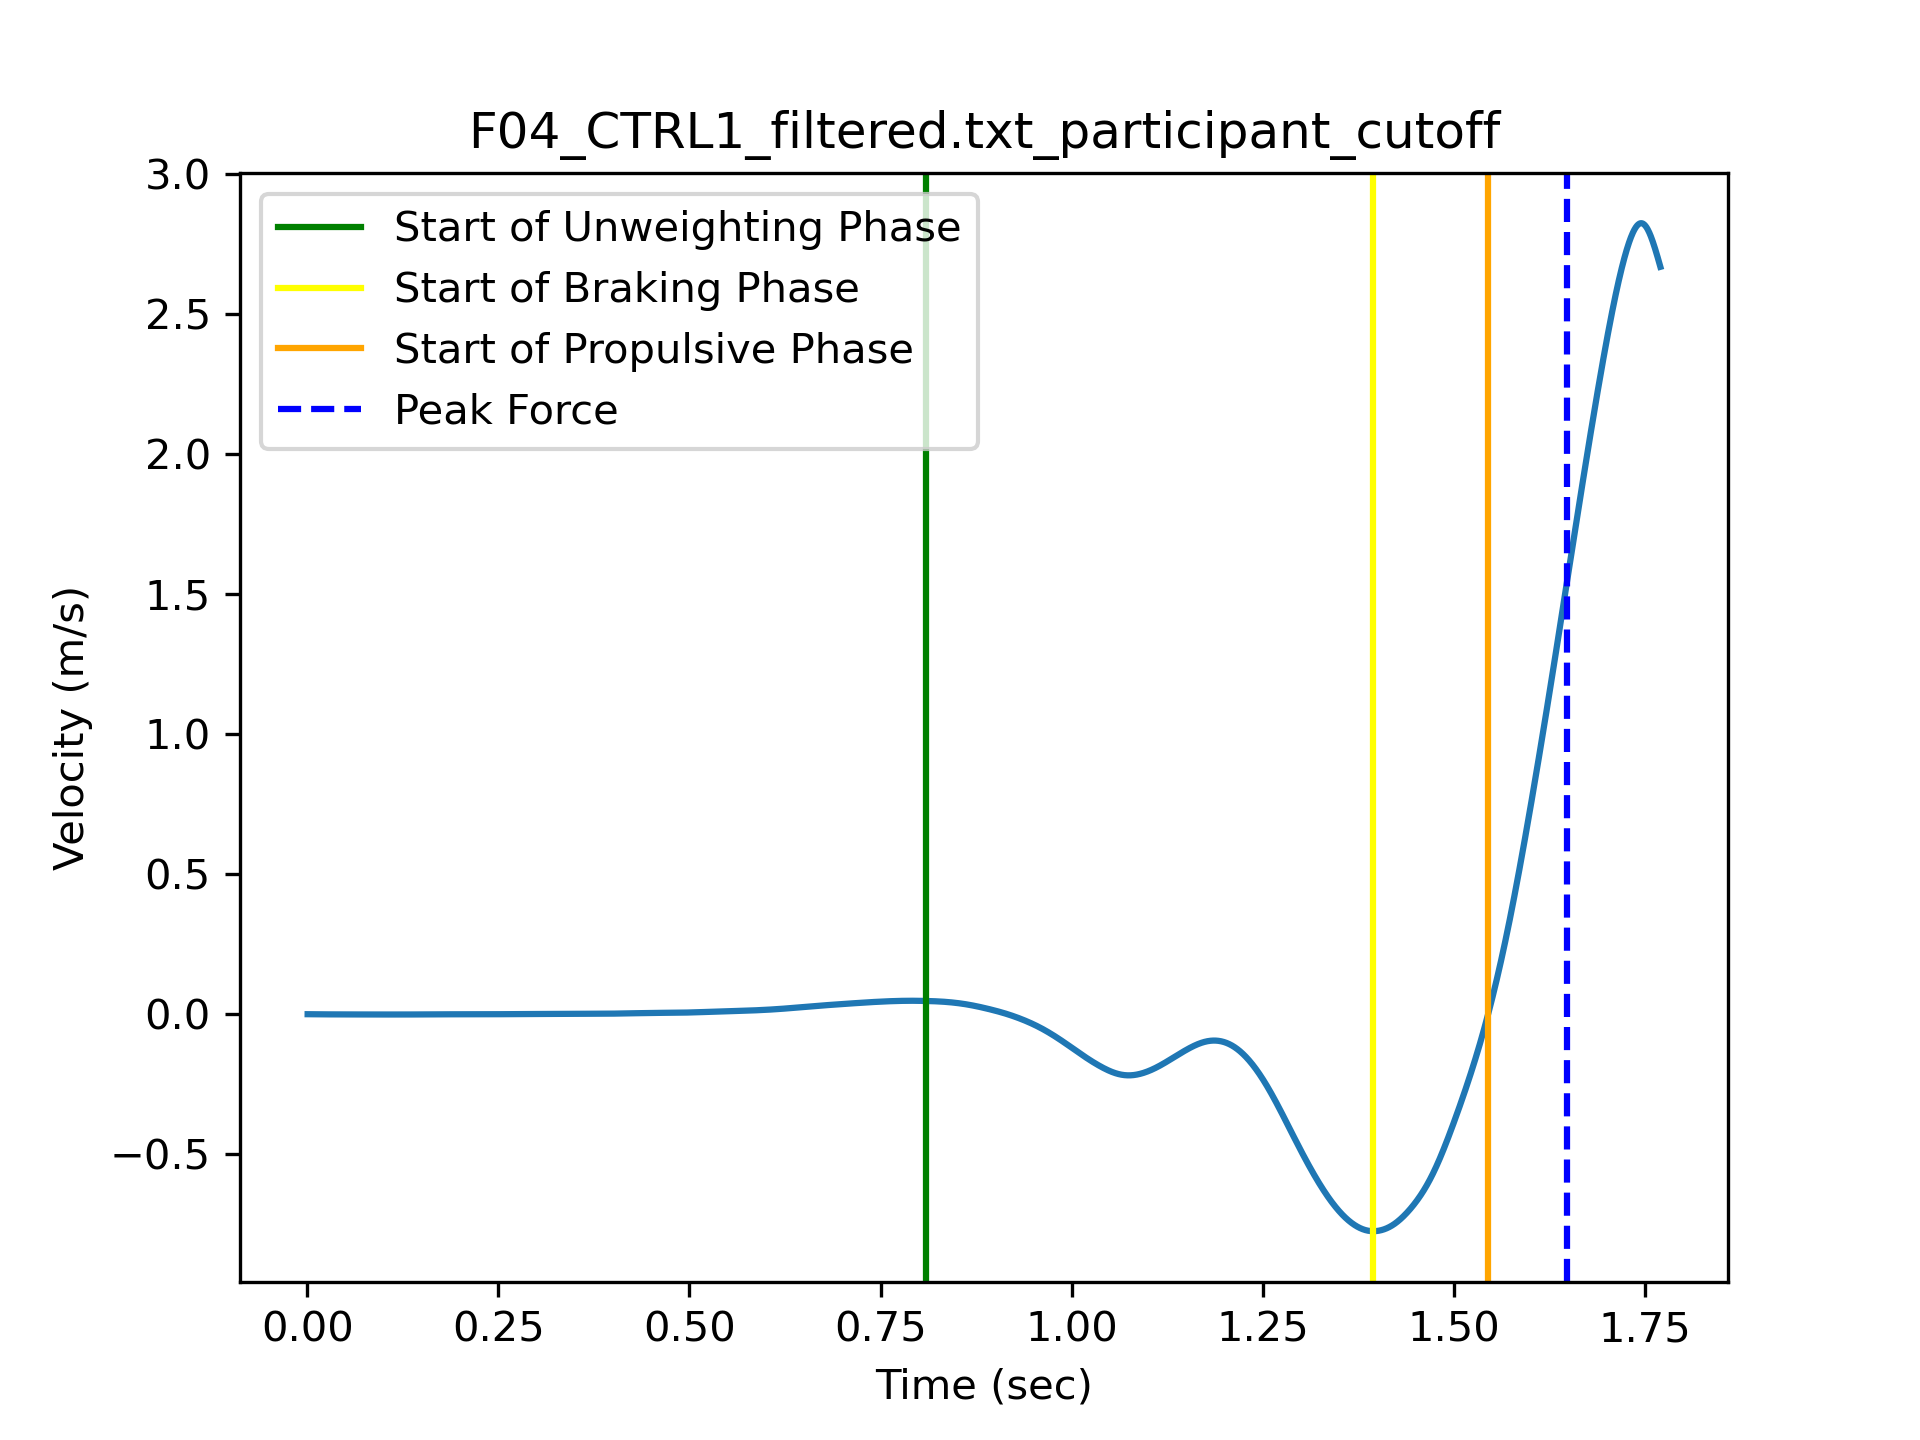 F04_CTRL1_filtered.txt_participant_cutoff
3.0
2.5
2.0
1.5
1.0
0.5
0.0
−0.5
Velocity (m/s)
Start of Unweighting Phase
Start of Braking Phase
Start of Propulsive Phase
Peak Force
0.00 0.25 0.50 0.75 1.00 1.25 1.50 1.75
Time (sec)